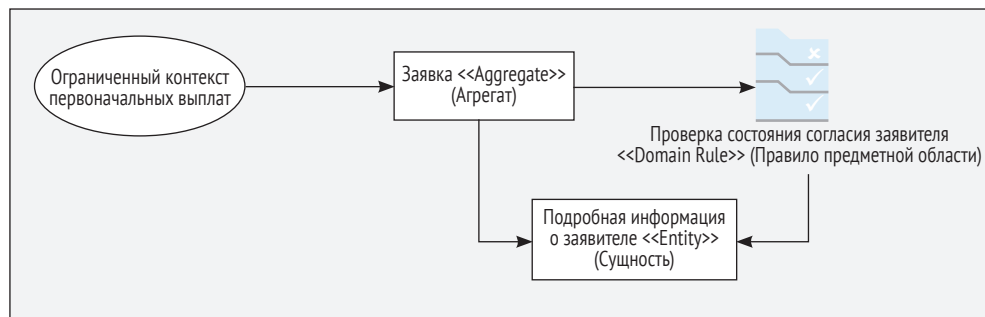 Ограниченный контекст
первоначальных выплат
Заявка <<Aggregate>>
(Агрегат)
Проверка состояния согласия заявителя
<<Domain Rule>> (Правило предметной области)
Подробная информация
о заявителе <<Entity>>
(Сущность)